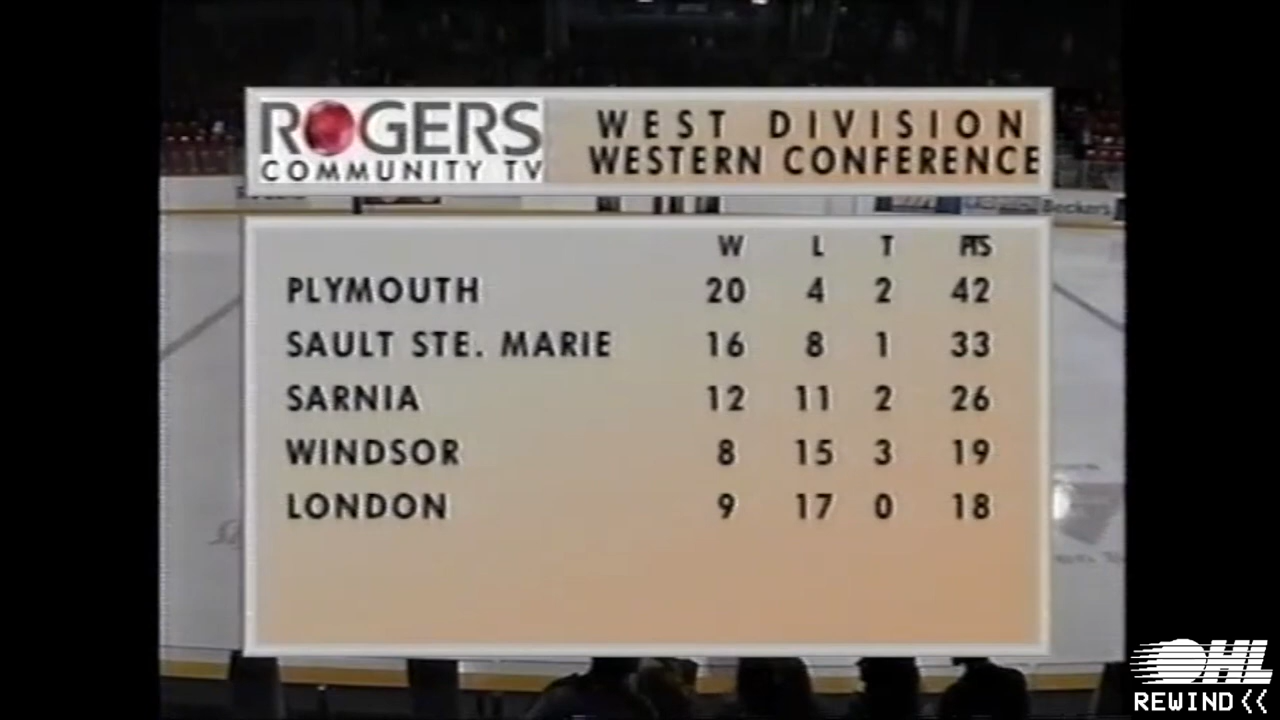 ROGERS
COMMUNITY TV
WEST DIVISION
WESTERN CONFERENCE
Beckers
W L T PTS
PLYMOUTH 20 4 2 42
SAULT STE. MARIE 16 8 1 33
SARNIA 12 11 2 26
WINDSOR 8 15 3 19
LONDON 9 17 0 18
OHL
REWIND